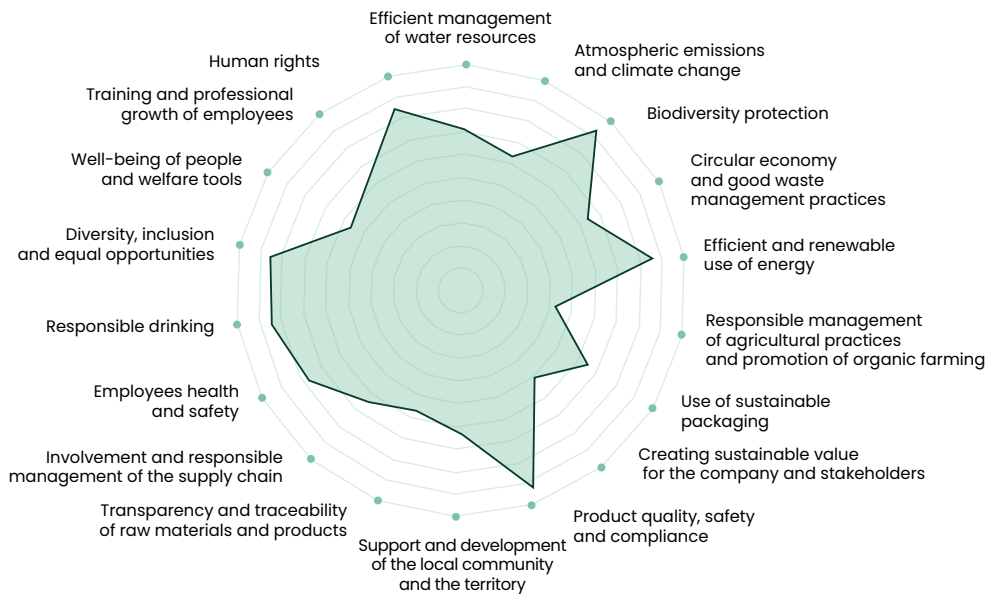 Efficient management
of water resources
Atmospheric emissions
and climate change
Biodiversity protection
Circular economy
and good waste
management practices
Efficient and renewable
use of energy
Responsible management
of agricultural practices
and promotion of organic farming
Use of sustainable
packaging
Creating sustainable value
for the company and stakeholders
Product quality, safety
and compliance
Support and development
of the local community
and the territory
Transparency and traceability
of raw materials and products
Involvement and responsible
management of the supply chain
Employees health
and safety
Responsible drinking
Diversity, inclusion
and equal opportunities
Well-being of people
and welfare tools
Training and professional
growth of employees
Human rights